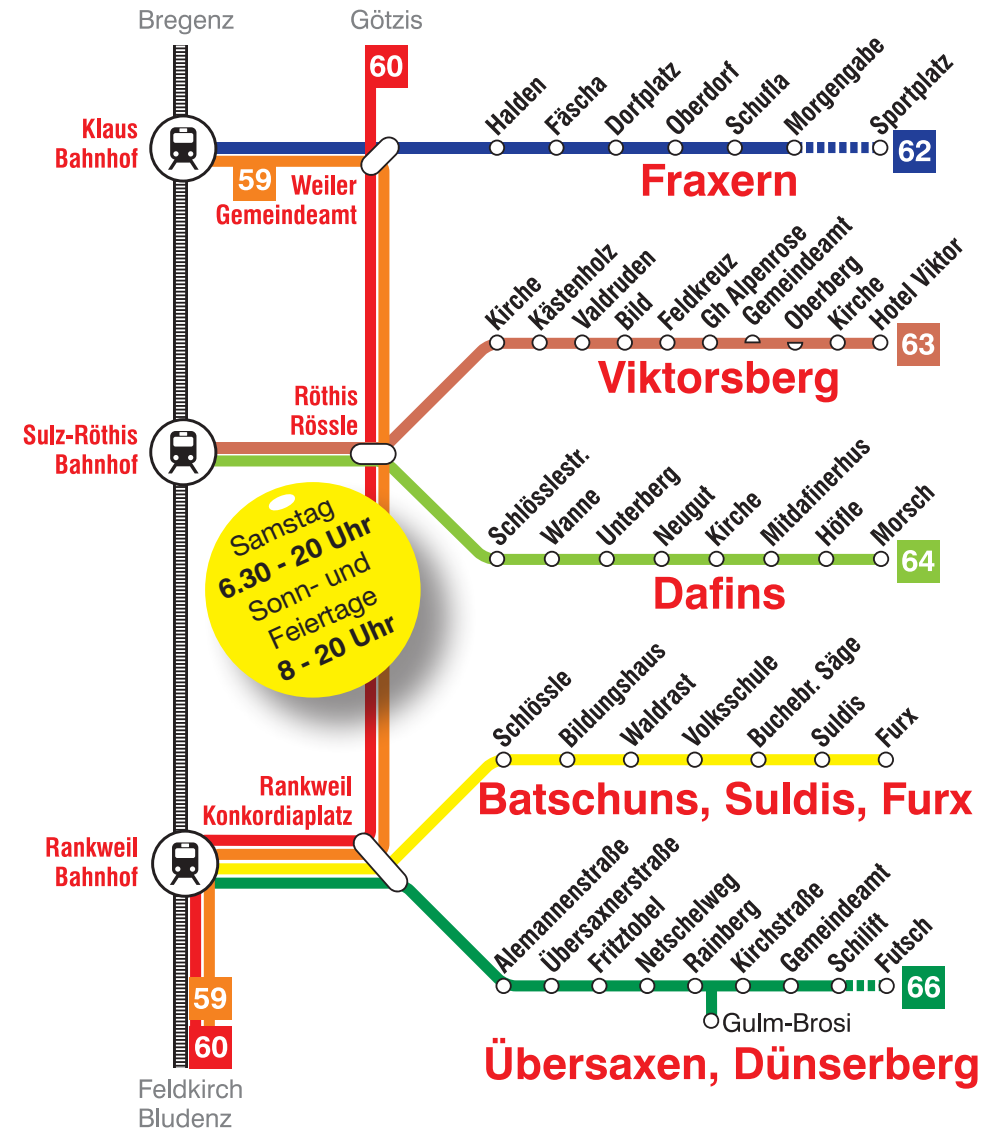 Bregenz
Götzis
60
Klaus
Bahnhof
59
Weiler
Gemeindeamt
Halden
Fäscha
Dorfplatz
Oberdorf
Schufla
Morgengabe
Sportplatz
62
Fraxern
Kirche
Kästenholz
Valdruden
Bild
Feldkreuz
Gh Alpenrose
Gemeindeamt
Oberberg
Kirche
Hotel Viktor
63
Viktorsberg
Röthis
Rössle
Sulz-Röthis
Bahnhof
Schlösslestr.
Wanne
Unterberg
Neugut
Kirche
Mitdafinerhus
Höfle
Morsch
64
Dafins
Samstag
6.30 - 20 Uhr
Sonn- und
Feiertage
8 - 20 Uhr
Schlössle
Bildungshaus
Waldrast
Volksschule
Buchebr. Säge
Suldis
Furx
Batschuns, Suldis, Furx
Rankweil
Konkordiaplatz
Rankweil
Bahnhof
Alemannenstraße
Übersaxnerstraße
Fritztobel
Netschelweg
Rainberg
Kirchstraße
Gemeindeamt
Schilift
Futsch
66
Gulm-Brosi
Übersaxen, Dünserberg
59
60
Feldkirch
Bludenz